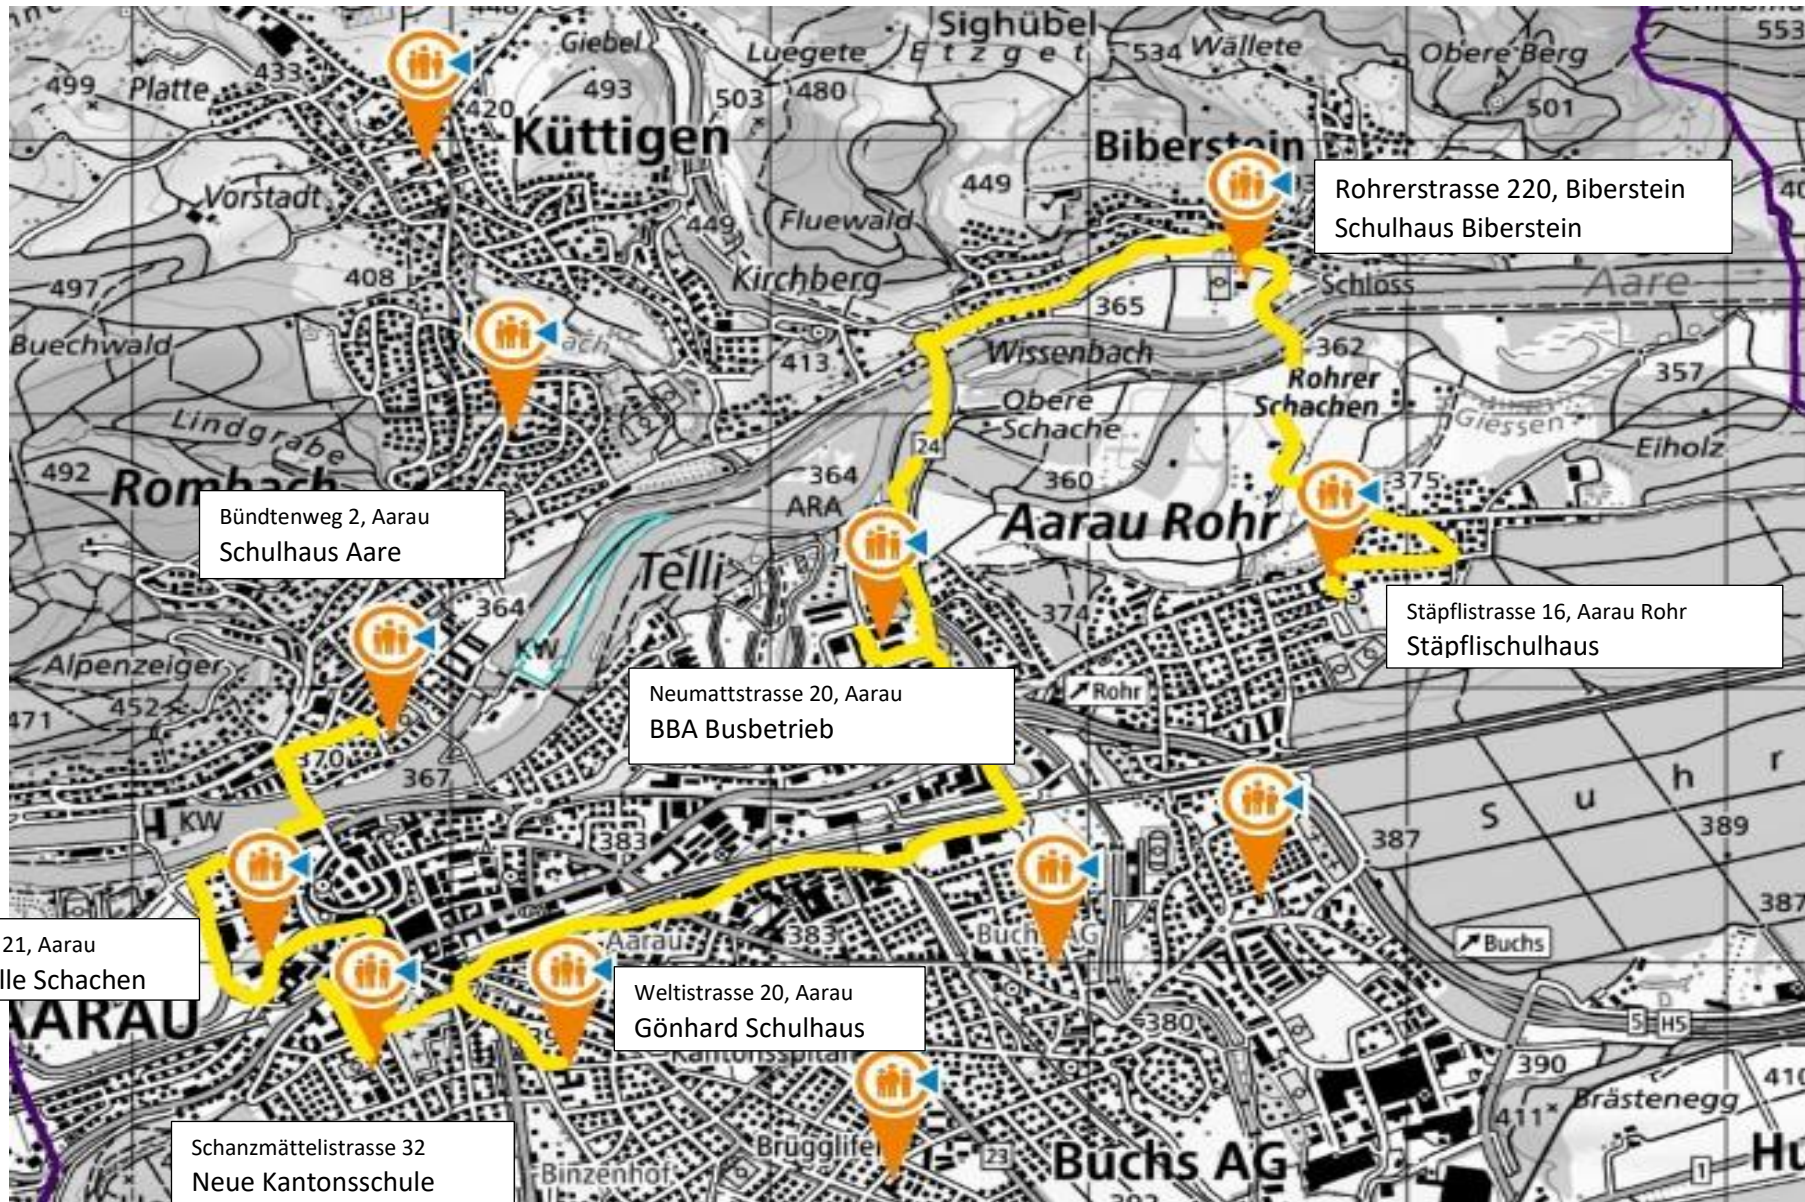 Sighübel
Etzget
Giebel
Luegete
534
Wällete
Obere Berg
553
499
Platte
433
420
493
503
480
501
Küttigen
Biberstein
449
Vorstadt
449
Fluewald
Rohrerstrasse 220, Biberstein
Schulhaus Biberstein
497
408
Kirchberg
365
Schloss
Aare
Buechwald
413
Wissenbach
362
Rohrer
Schachen
357
Lindgrabe
Obere
Schache
Giessen
Eiholz
492
Rombach
24
364
ARA
360
375
Aarau Rohr
Bündtenweg 2, Aarau
Schulhaus Aare
Telli
364
374
KW
Stäpflistrasse 16, Aarau Rohr
Stäpflischulhaus
Alpenzeiger
452
471
Neumattstrasse 20, Aarau
BBA Busbetrieb
Rohr
370
367
KW
383
Suhr
387
389
387
21, Aarau
lle Schachen
Aarau
383
Buchs AG
Buchs
AARAU
Weltistrasse 20, Aarau
Gönhard Schulhaus
Kantonsspital
380
5
H5
390
410
411
Brästenegg
Schanzmättelistrasse 32
Neue Kantonsschule
Binzenhof
Brügglifeld
23
Buchs AG
1
Hu